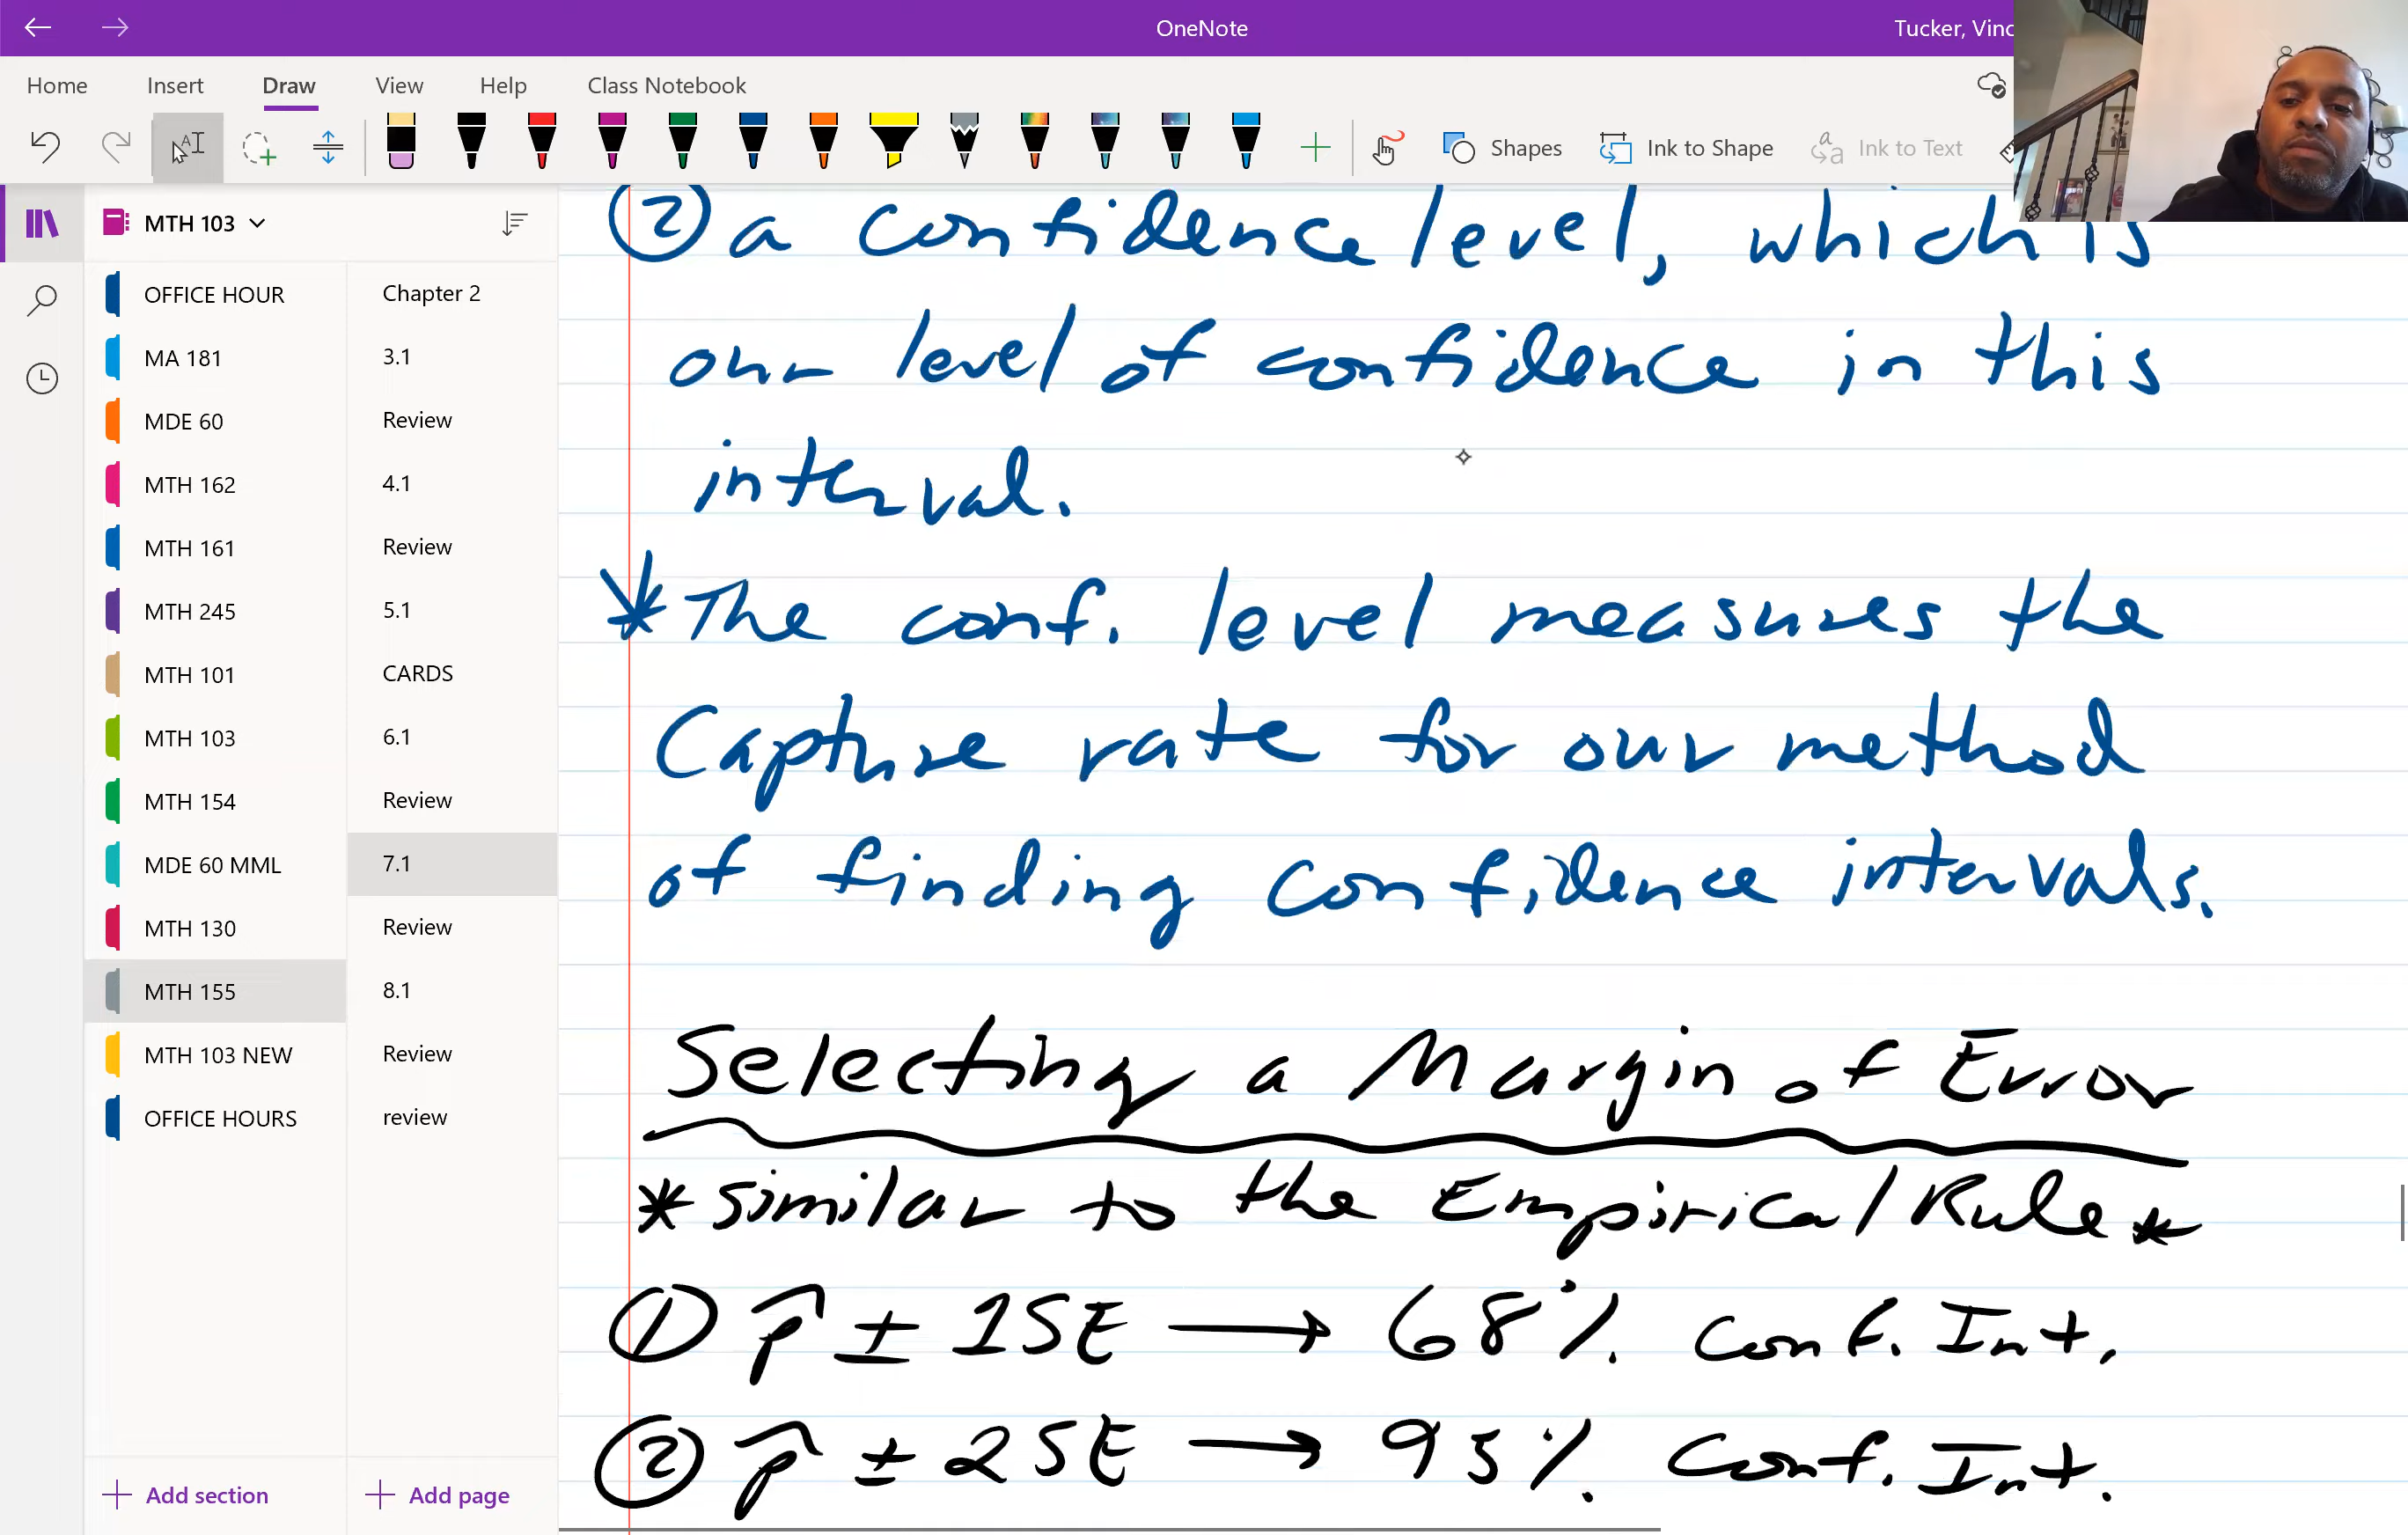 OneNote
Tucker, Vinc
Home Insert Draw View Help Class Notebook
Shapes Ink to Shape Ink to Text
MTH 103
OFFICE HOUR
MA 181
MDE 60
MTH 162
MTH 161
MTH 245
MTH 101
MTH 103
MTH 154
MDE 60 MML
MTH 130
MTH 155
MTH 103 NEW
OFFICE HOURS
Add section
Chapter 2
3.1
Review
4.1
Review
5.1
CARDS
6.1
Review
7.1
Review
8.1
Review
review
Add page
② a confidence level, which is
our level of confidence in this
interval.
* The conf. level measures the
Capture rate for our method
of finding confidence intervals.
Selecting a Margin of Error
* similar to the Empirical Rule *
① p̂ ± 1SE → 68% conf. Int.
② p̂ ± 2SE → 95% Conf. Int.